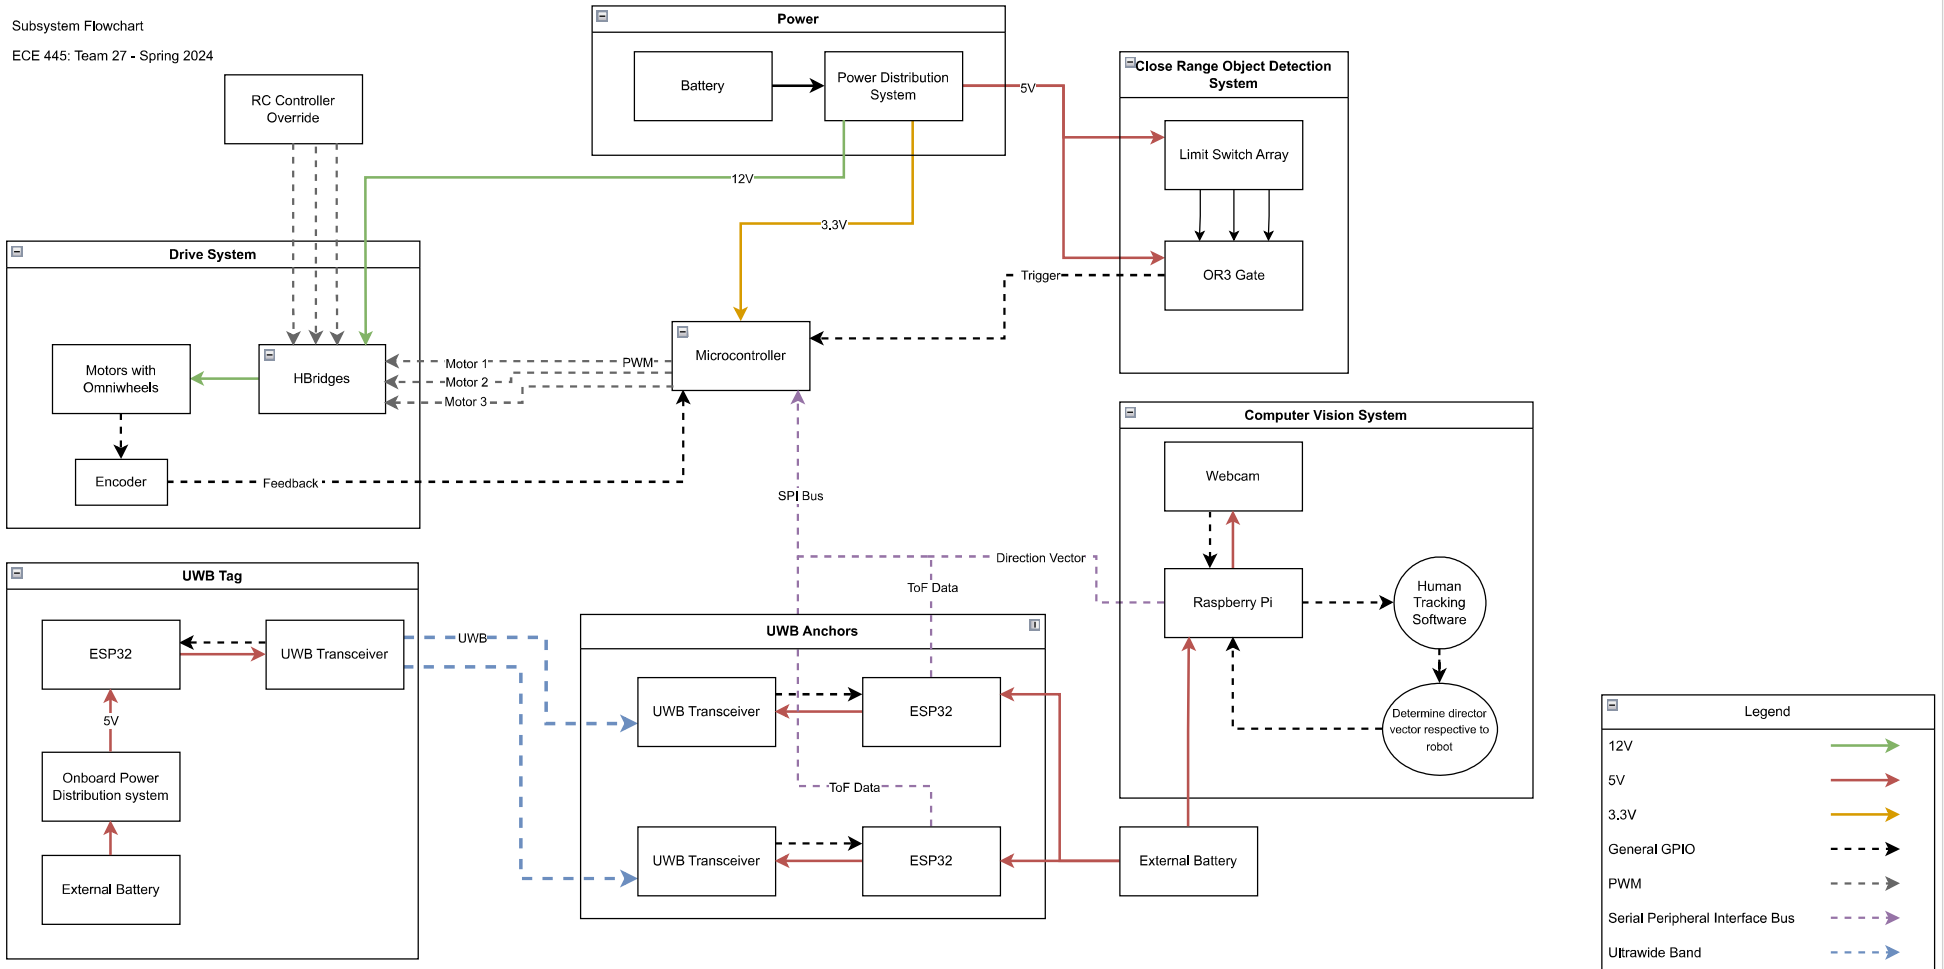 Subsystem Flowchart
ECE 445: Team 27 - Spring 2024
RC Controller
Override
Power
Battery
Power Distribution
System
5V
12V
3.3V
Close Range Object Detection
System
Limit Switch Array
OR3 Gate
Trigger
Drive System
Motors with
Omniwheels
HBridges
Encoder
Feedback
Motor 1
Motor 2
Motor 3
PWM
Microcontroller
SPI Bus
Direction Vector
ToF Data
Computer Vision System
Webcam
Raspberry Pi
Human
Tracking
Software
Determine director
vector respective to
robot
UWB Tag
ESP32
UWB Transceiver
5V
Onboard Power
Distribution system
External Battery
UWB
UWB Anchors
UWB Transceiver
ESP32
ToF Data
UWB Transceiver
ESP32
External Battery
Legend
12V
5V
3.3V
General GPIO
PWM
Serial Peripheral Interface Bus
Ultrawide Band